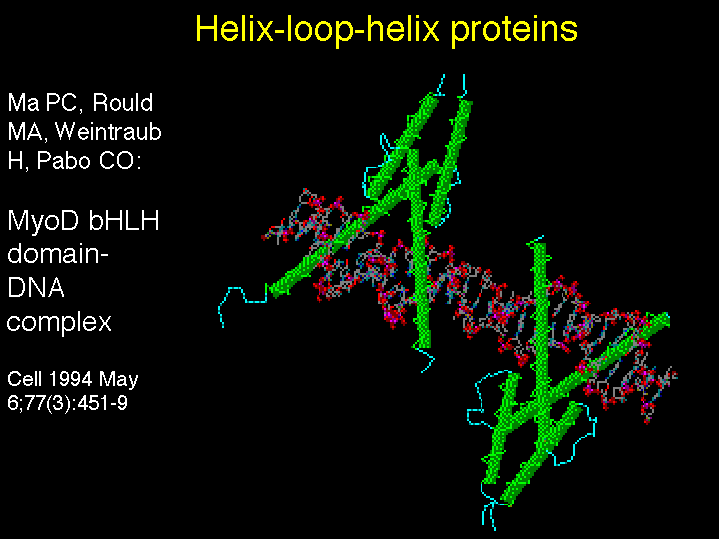 Helix-loop-helix proteins
Ma PC, Rould
MA, Weintraub
H, Pabo CO:
MyoD bHLH
domain-
DNA
complex
Cell 1994 May
6;77(3):451-9